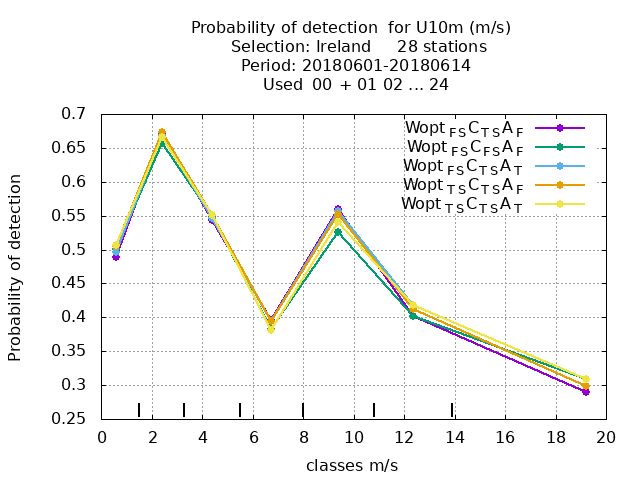 Probability of detection  for U10m (m/s)
Selection: Ireland     28 stations
Period: 20180601-20180614
Used  00 + 01 02 ... 24
Probability of detection
0.7
0.65
0.6
0.55
0.5
0.45
0.4
0.35
0.3
0.25
Wopt FS C TS A F
Wopt FS C FS A F
Wopt FS C TS A T
Wopt TS C TS A F
Wopt TS C TS A T
0 2 4 6 8 10 12 14 16 18 20
classes m/s